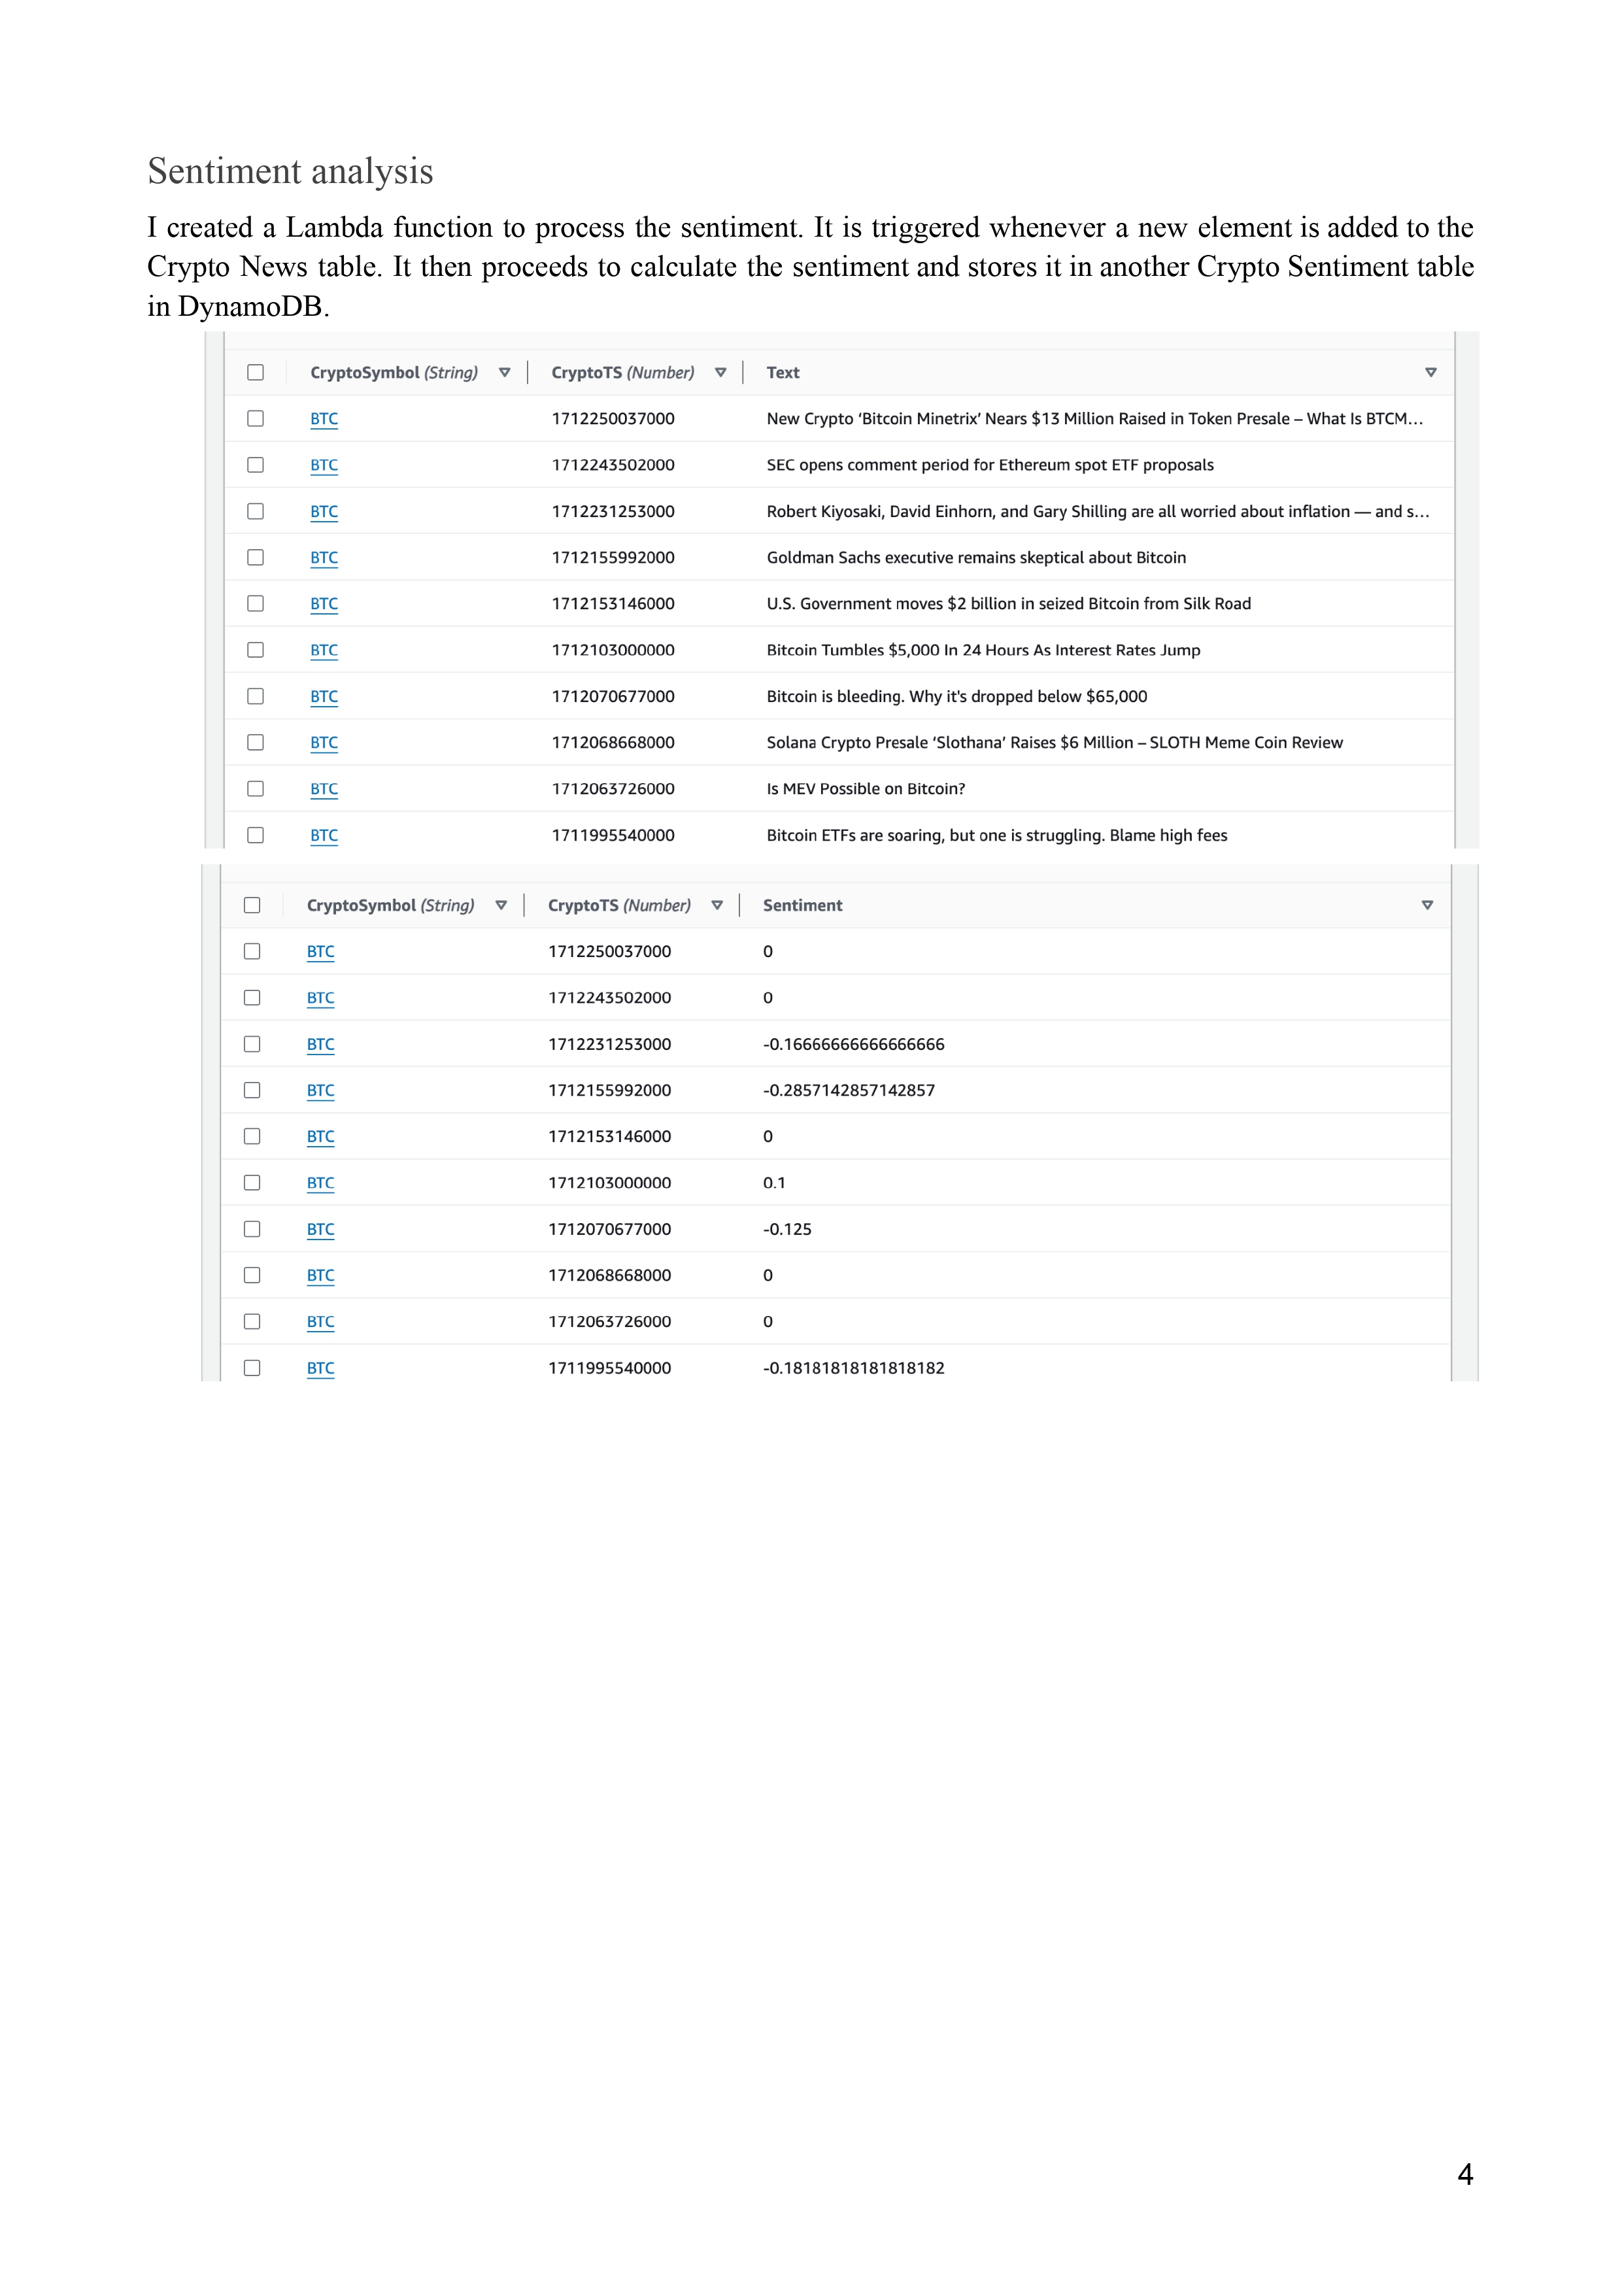 Sentiment analysis
I created a Lambda function to process the sentiment. It is triggered whenever a new element is added to the
Crypto News table. It then proceeds to calculate the sentiment and stores it in another Crypto Sentiment table
in DynamoDB.
CryptoSymbol (String) CryptoTS (Number) Text
BTC 1712250037000 New Crypto ‘Bitcoin Minetrix’ Nears $13 Million Raised in Token Presale – What Is BTCM...
BTC 1712243502000 SEC opens comment period for Ethereum spot ETF proposals
BTC 1712231253000 Robert Kiyosaki, David Einhorn, and Gary Shilling are all worried about inflation — and s...
BTC 1712155992000 Goldman Sachs executive remains skeptical about Bitcoin
BTC 1712153146000 U.S. Government moves $2 billion in seized Bitcoin from Silk Road
BTC 1712103000000 Bitcoin Tumbles $5,000 In 24 Hours As Interest Rates Jump
BTC 1712070677000 Bitcoin is bleeding. Why it's dropped below $65,000
BTC 1712068668000 Solana Crypto Presale ‘Slothana’ Raises $6 Million – SLOTH Meme Coin Review
BTC 1712063726000 Is MEV Possible on Bitcoin?
BTC 1711995540000 Bitcoin ETFs are soaring, but one is struggling. Blame high fees
CryptoSymbol (String) CryptoTS (Number) Sentiment
BTC 1712250037000 0
BTC 1712243502000 0
BTC 1712231253000 -0.16666666666666666
BTC 1712155992000 -0.2857142857142857
BTC 1712153146000 0
BTC 1712103000000 0.1
BTC 1712070677000 -0.125
BTC 1712068668000 0
BTC 1712063726000 0
BTC 1711995540000 -0.18181818181818182
4